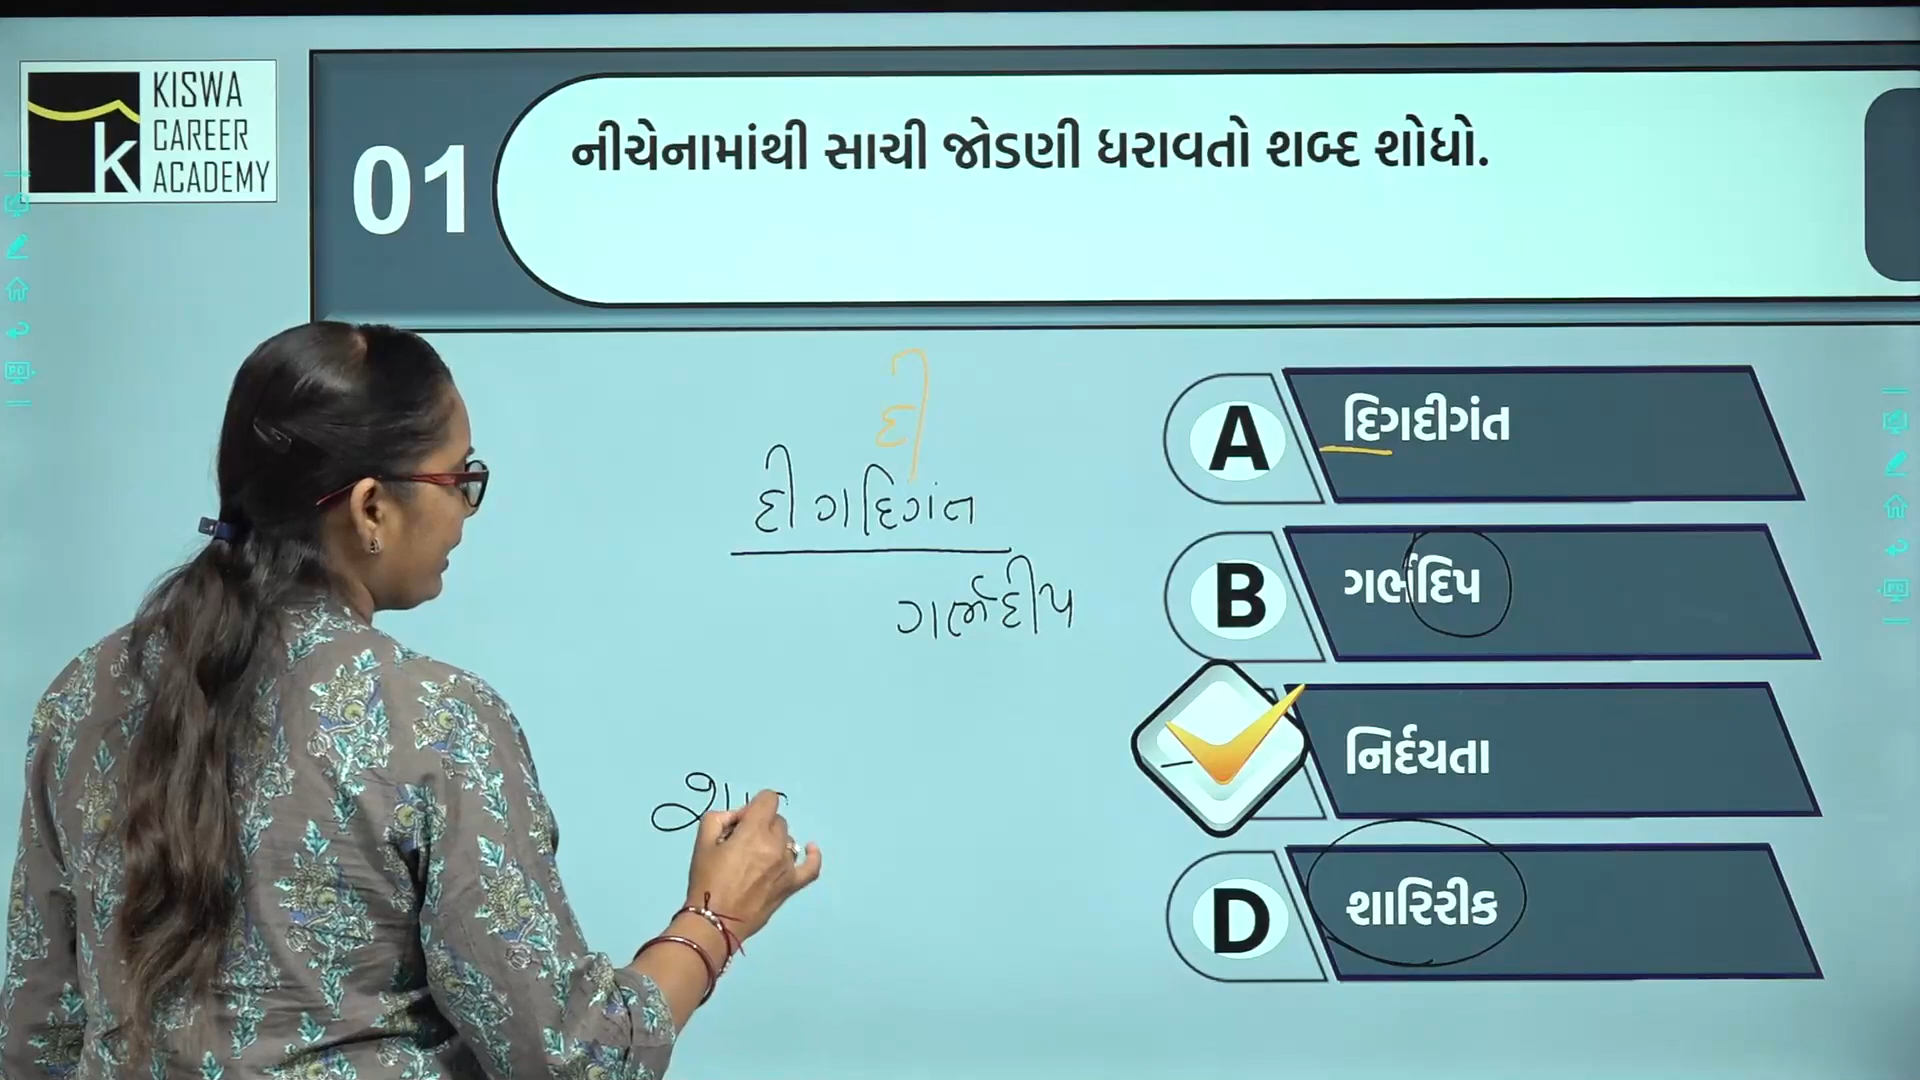 KISWA
CAREER
ACADEMY
k
01
નીચેનામાંથી સાચી જોડણી ધરાવતો શબ્દ શોધો.
દી
દીગદિગંત
ગર્ભદીપ
A
દિગદીગંત
B
ગર્ભદિપ
નિર્દયતા
D
શારિરીક